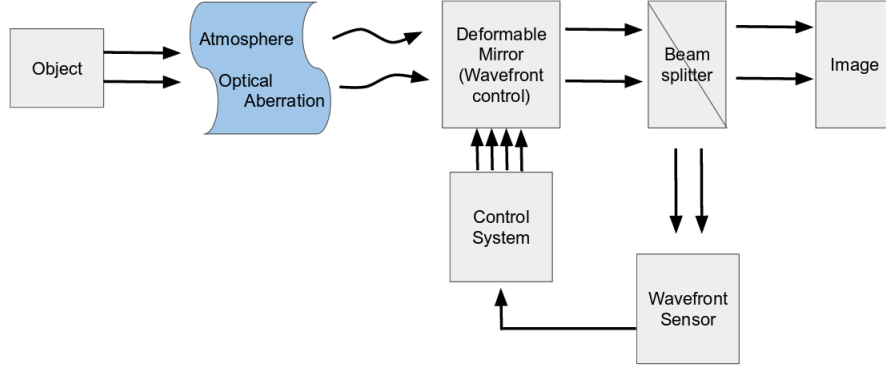 Object
Atmosphere
Optical
Aberration
Deformable
Mirror
(Wavefront
control)
Beam
splitter
Image
Control
System
Wavefront
Sensor